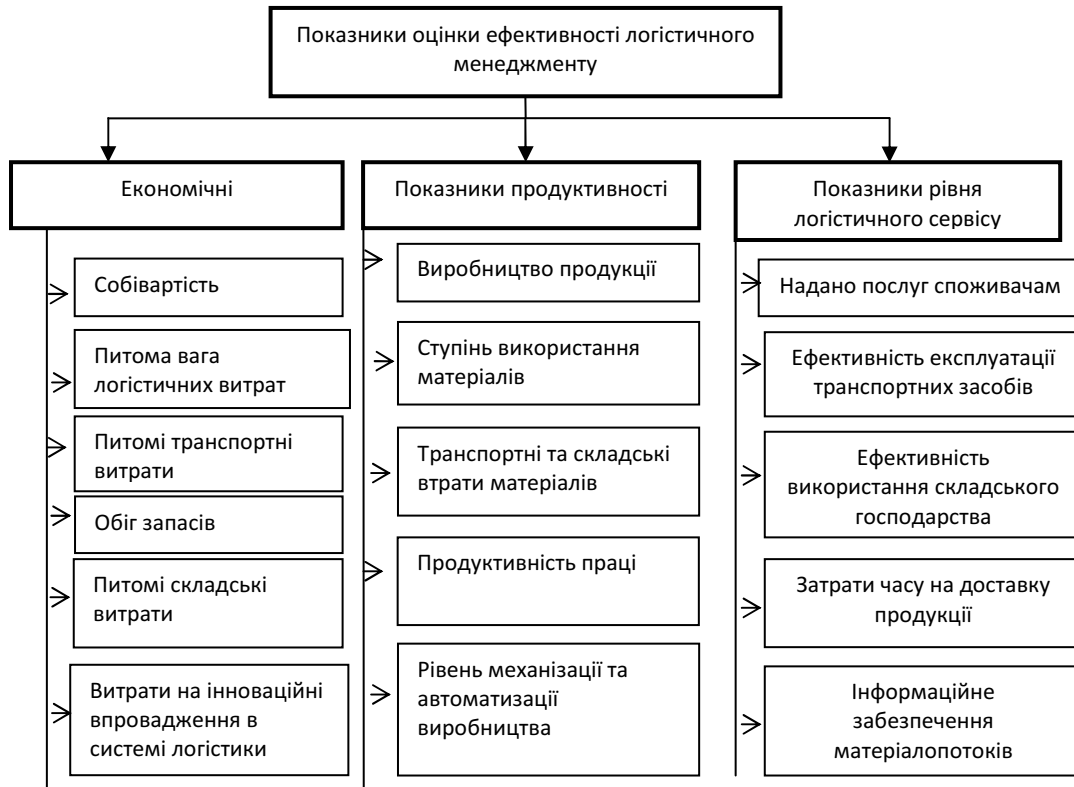 Показники оцінки ефективності логістичного
менеджменту
Економічні
Собівартість
Питома вага
логістичних витрат
Питомі транспортні
витрати
Обіг запасів
Питомі складські
витрати
Витрати на інноваційні
впровадження в
системі логістики
Показники продуктивності
Виробництво продукції
Ступінь використання
матеріалів
Транспортні та складські
втрати матеріалів
Продуктивність праці
Рівень механізації та
автоматизації
виробництва
Показники рівня
логістичного сервісу
Надано послуг споживачам
Ефективність експлуатації
транспортних засобів
Ефективність
використання складського
господарства
Затрати часу на доставку
продукції
Інформаційне
забезпечення
матеріалопотоків